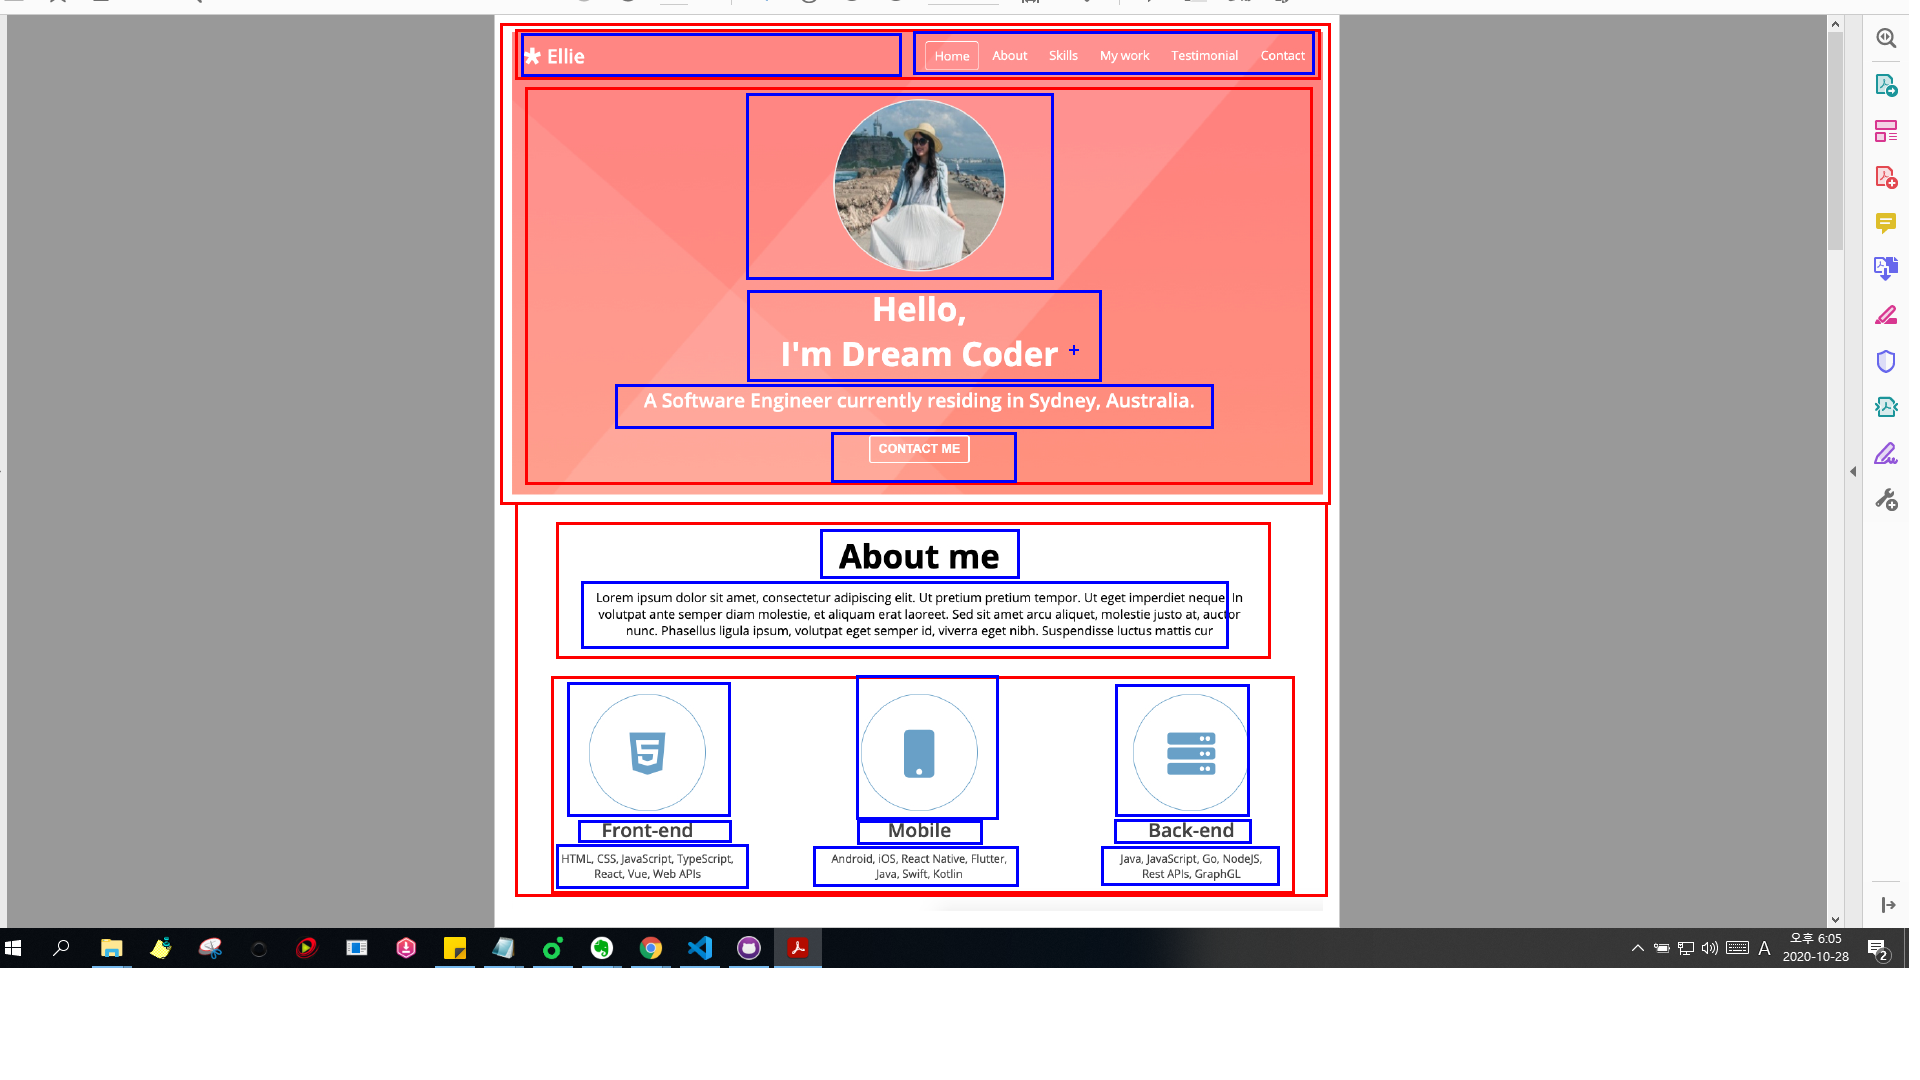 Ellie
Home About Skills My work Testimonial Contact
Hello,
I'm Dream Coder
A Software Engineer currently residing in Sydney, Australia.
CONTACT ME
About me
Lorem ipsum dolor sit amet, consectetur adipiscing elit. Ut pretium pretium tempor. Ut eget imperdiet neque. In
volutpat ante semper diam molestie, et aliquam erat laoreet. Sed sit amet arcu aliquet, molestie justo at, auctor
nunc. Phasellus ligula ipsum, volutpat eget semper id, viverra eget nibh. Suspendisse luctus mattis cur
Front-end
HTML, CSS, JavaScript, TypeScript,
React, Vue, Web APIs
Mobile
Android, iOS, React Native, Flutter,
Java, Swift, Kotlin
Back-end
Java, JavaScript, Go, NodeJS,
Rest APIs, GraphGL
A
오후 6:05
2020-10-28
2